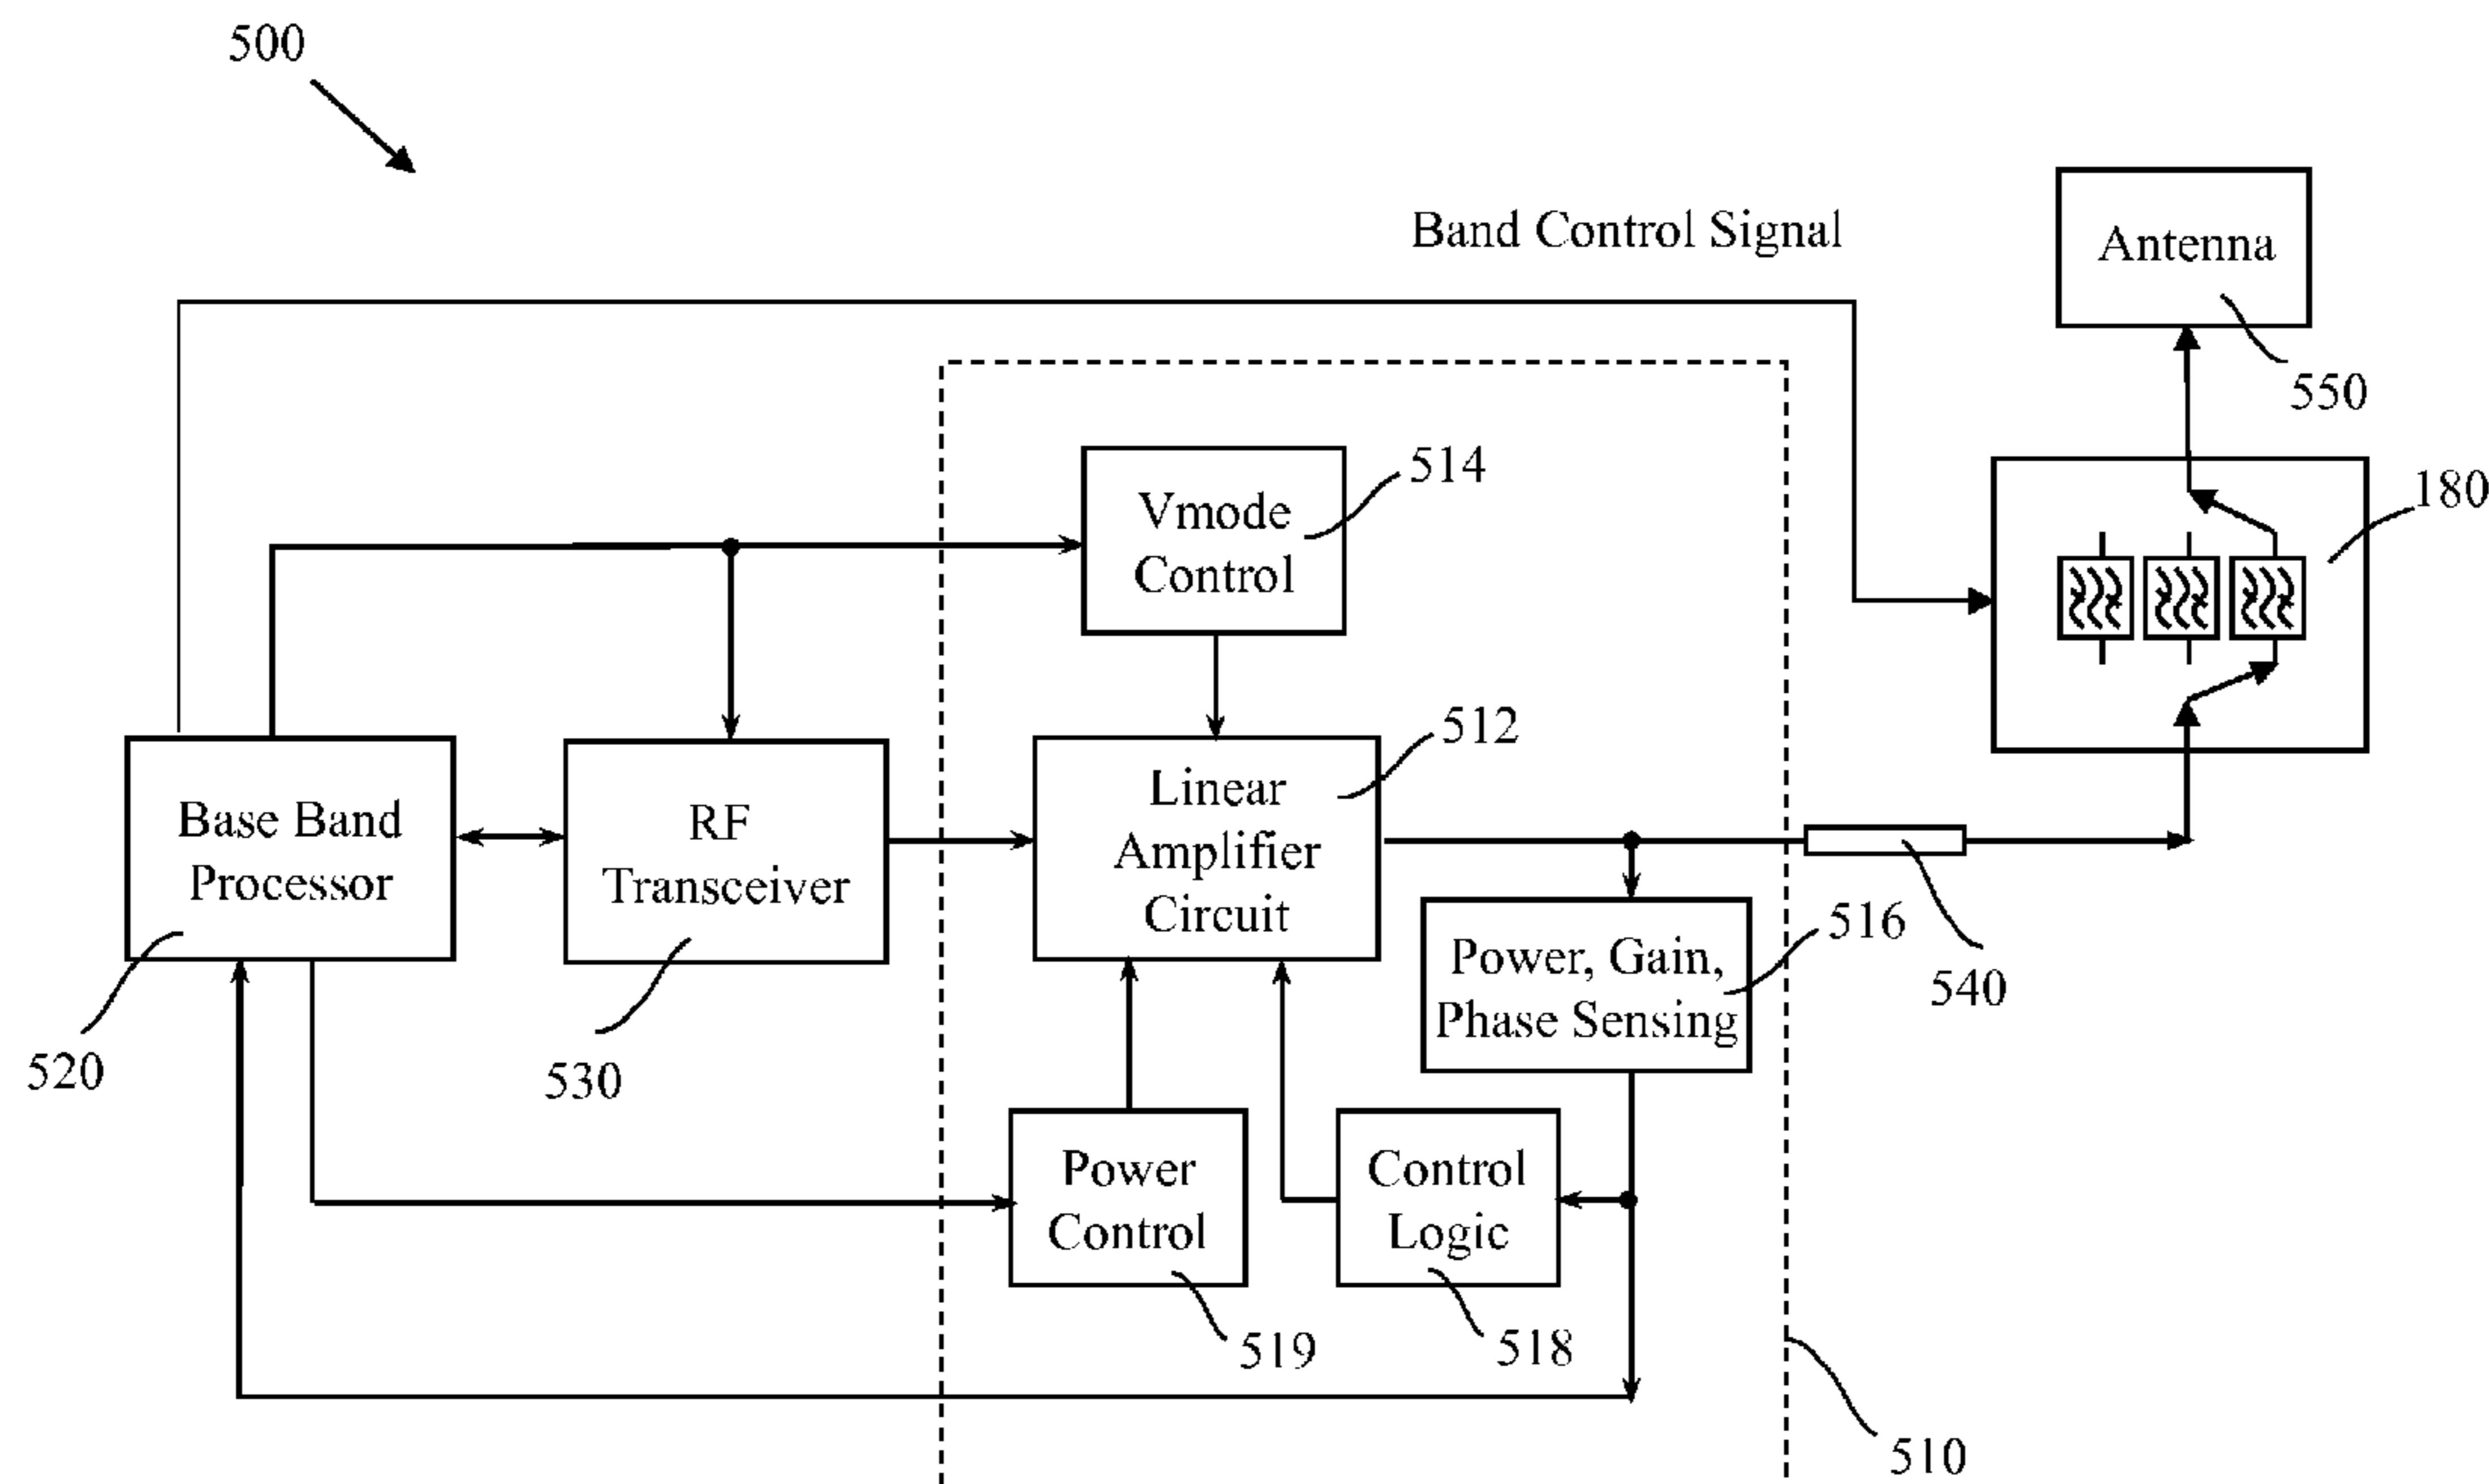 500
Band Control Signal
Antenna
550
Vmode
Control
514
180
Base Band
Processor
520
RF
Transceiver
530
Linear
Amplifier
Circuit
512
Power, Gain,
Phase Sensing
516
540
Power
Control
519
Control
Logic
518
510